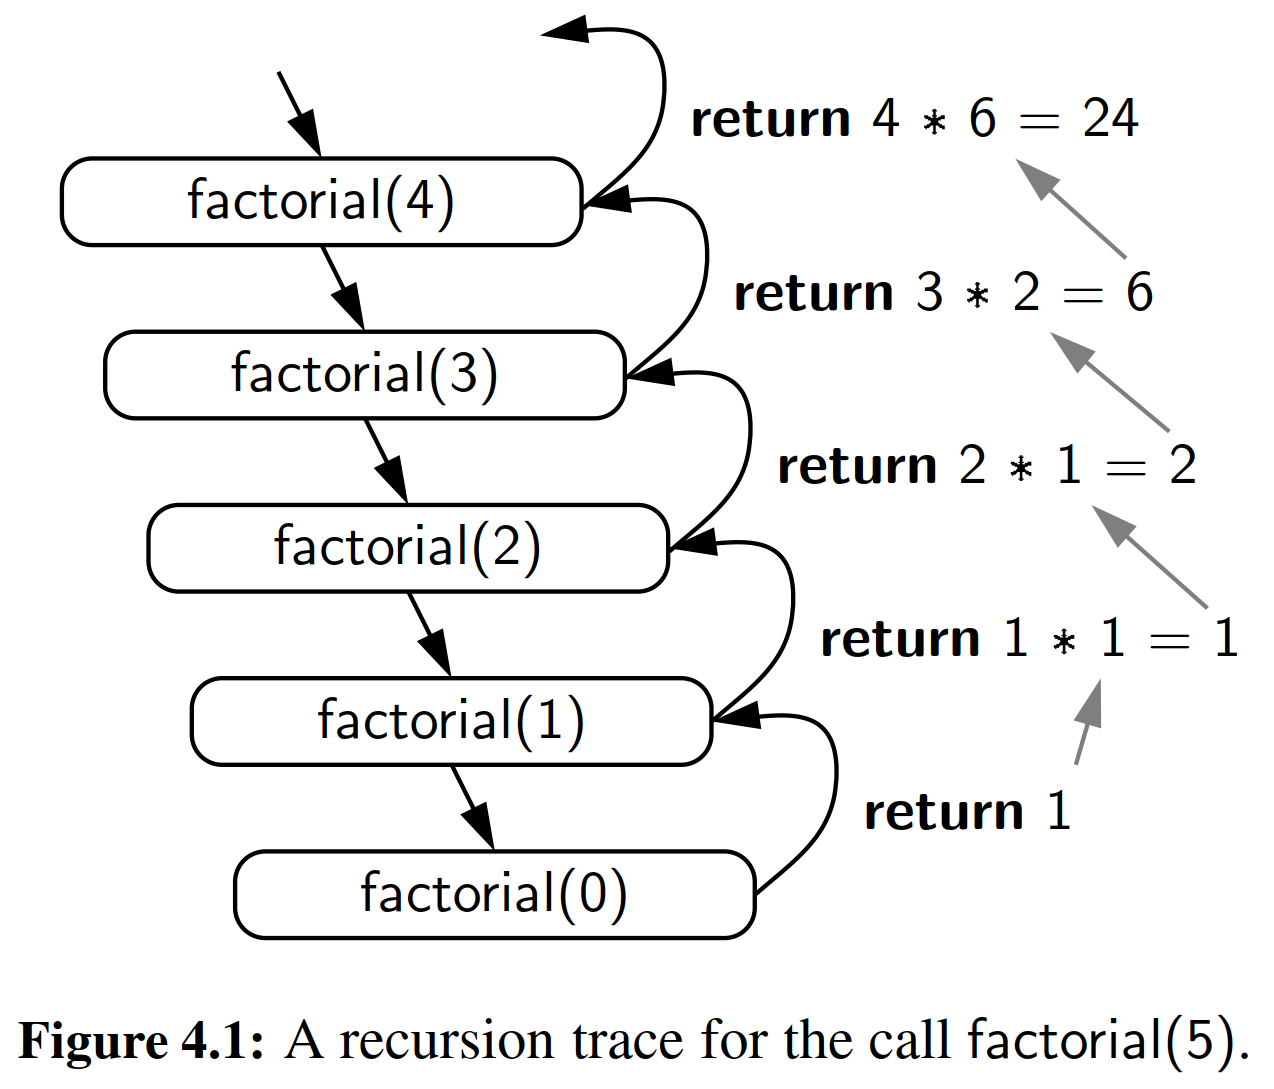 return 4 * 6 = 24
factorial(4)
return 3 * 2 = 6
factorial(3)
return 2 * 1 = 2
factorial(2)
return 1 * 1 = 1
factorial(1)
return 1
factorial(0)
Figure 4.1: A recursion trace for the call factorial(5).